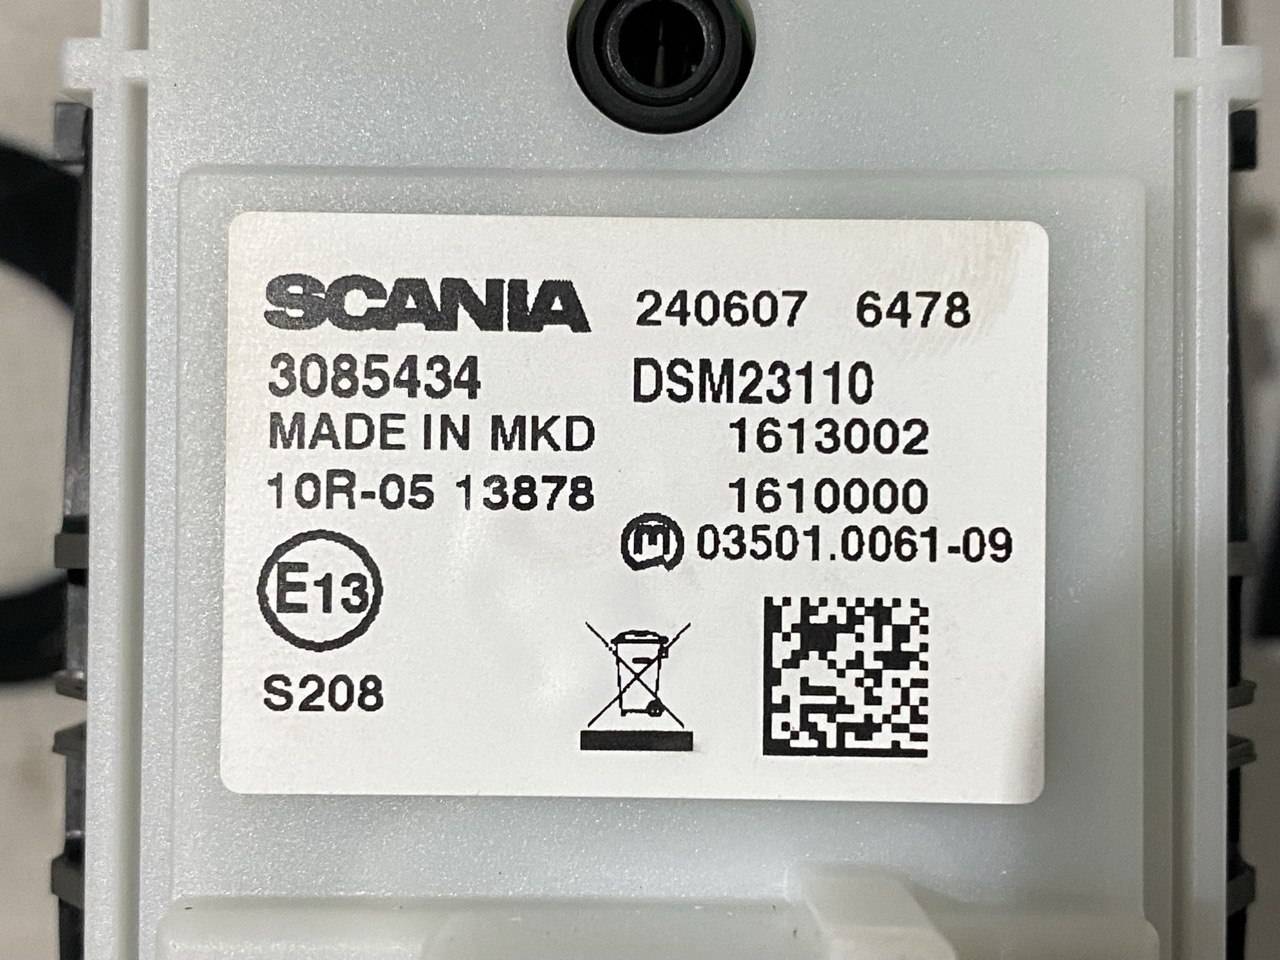 SCANIA 240607 6478
3085434 DSM23110
MADE IN MKD 1613002
10R-05 13878 1610000
M 03501.0061-09
E13
S208